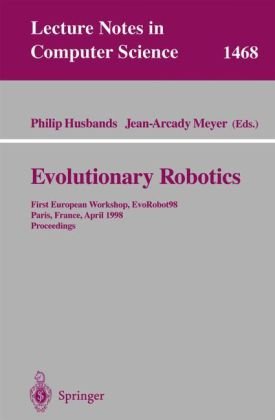 Lecture Notes in
Computer Science 1468
Philip Husbands Jean-Arcady Meyer (Eds.)
Evolutionary Robotics
First European Workshop, EvoRobot98
Paris, France, April 1998
Proceedings
Springer